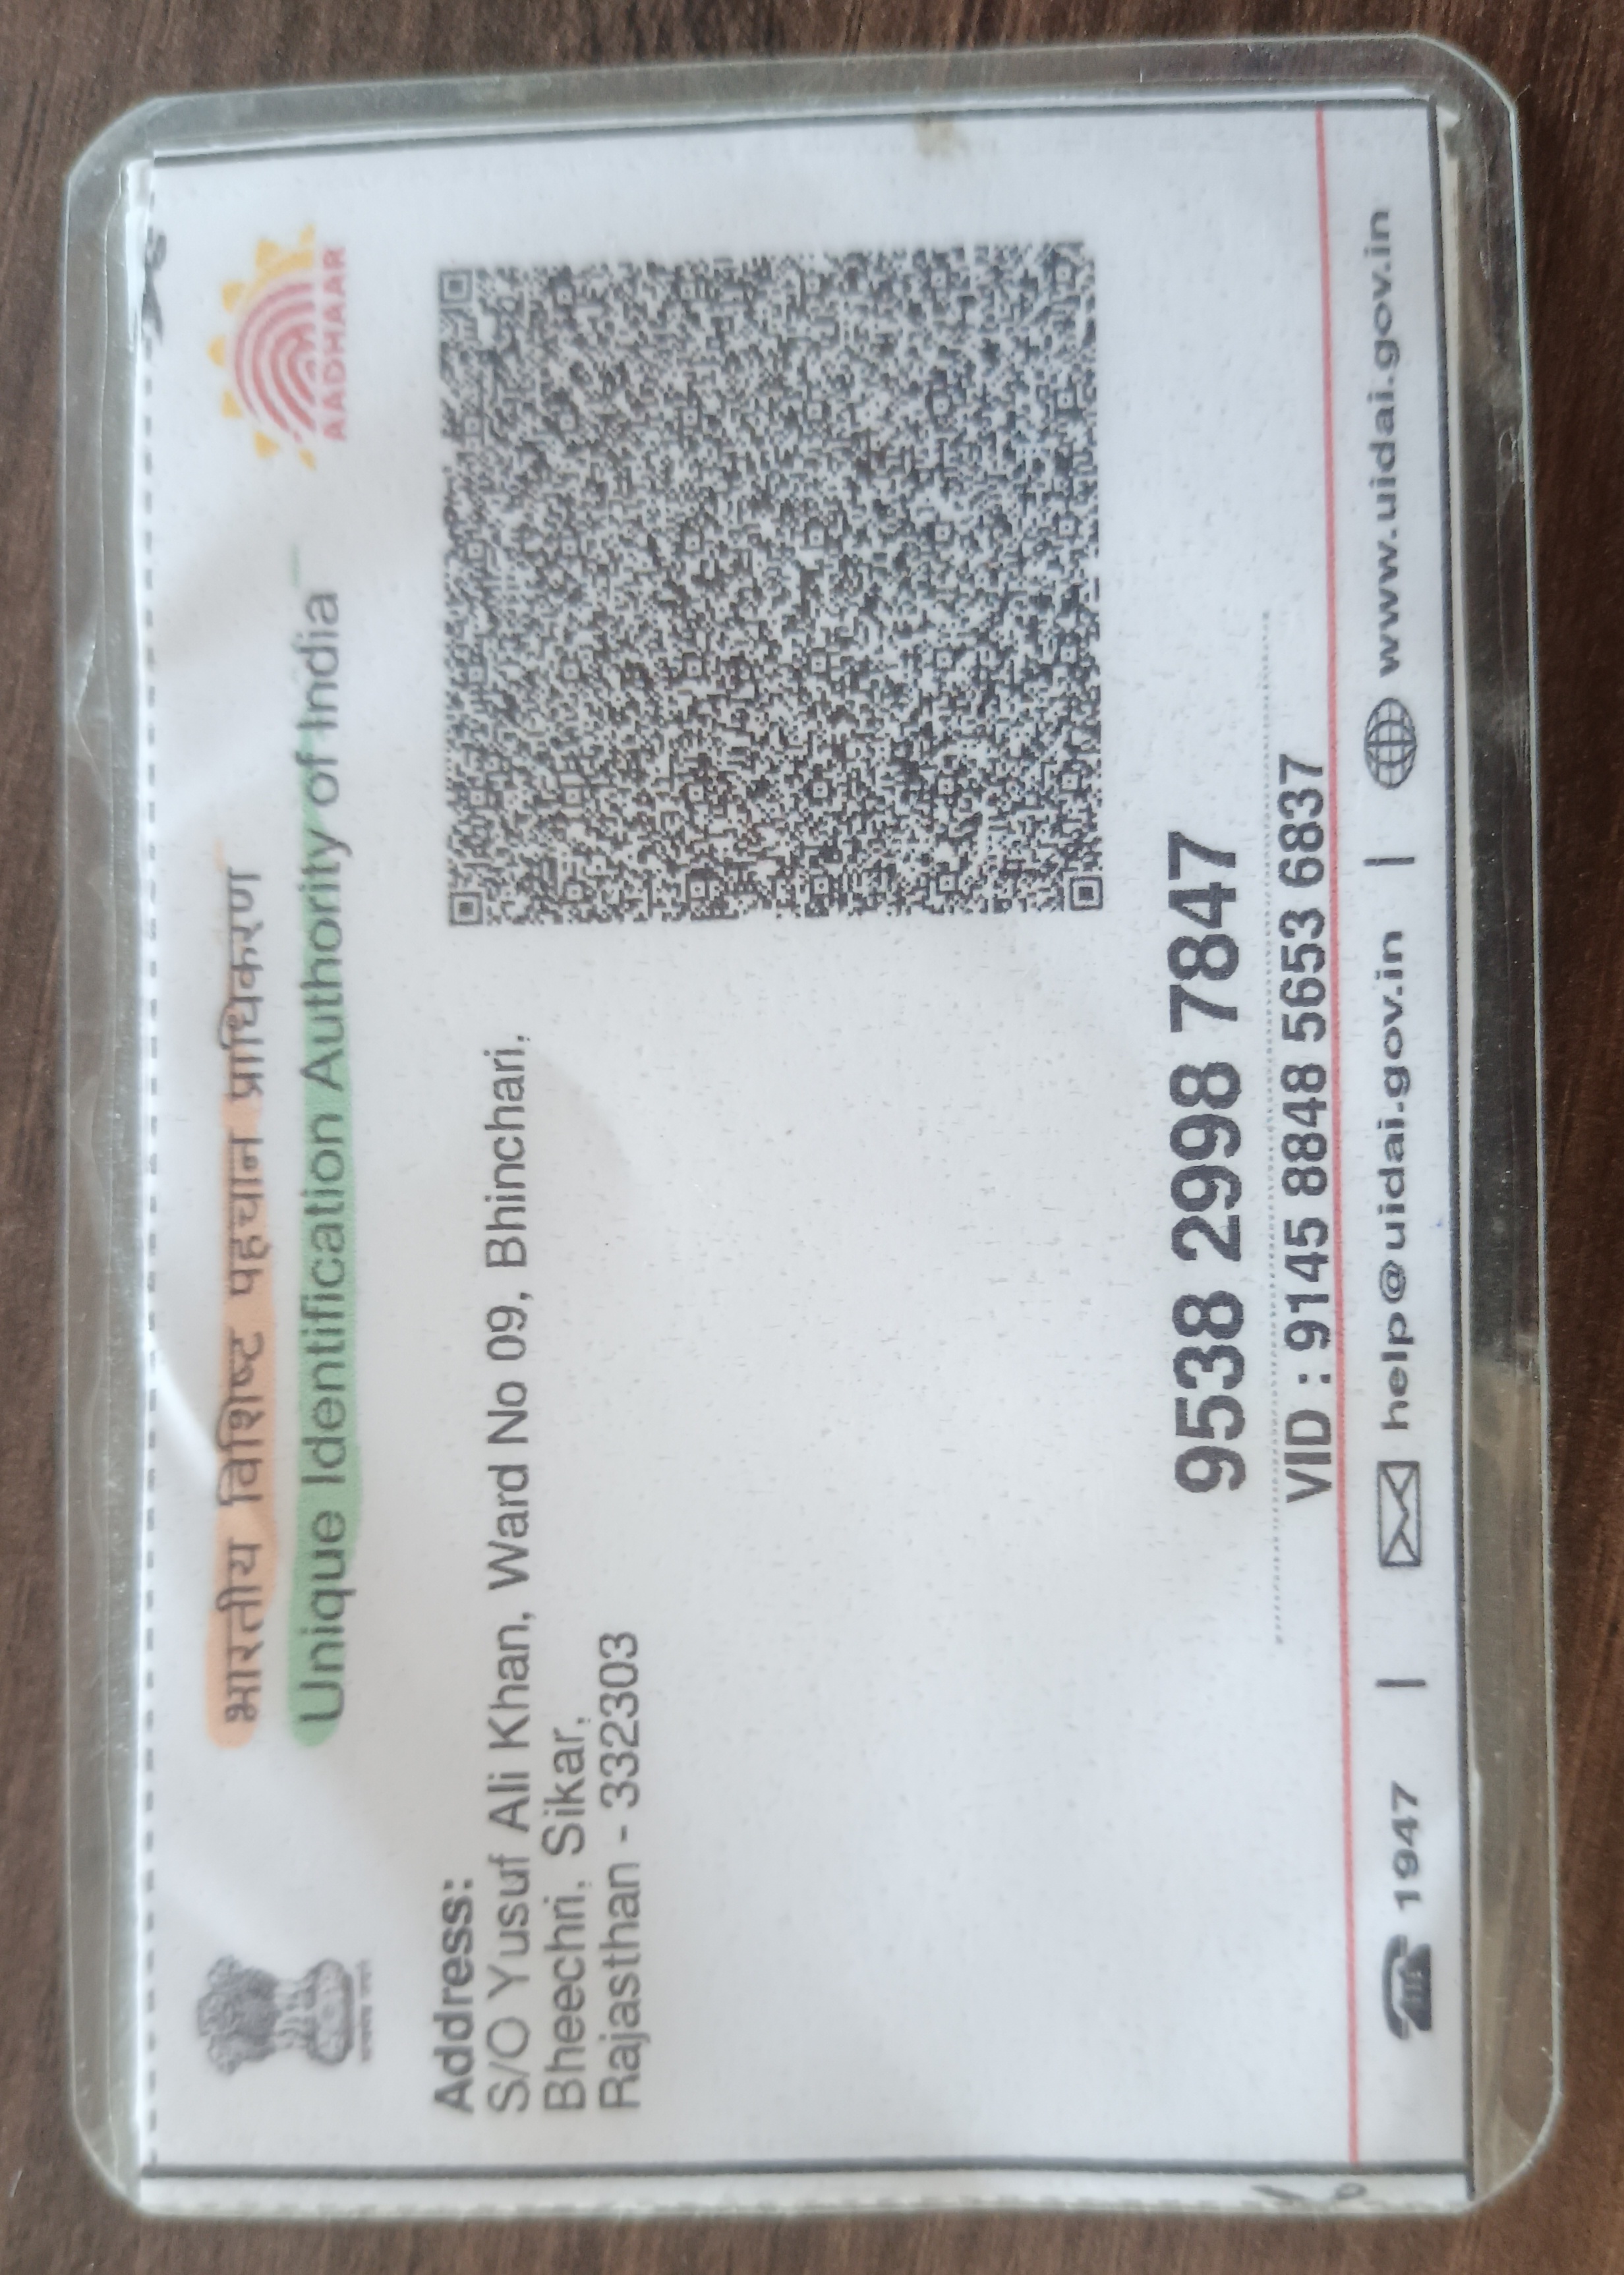 भारतीय विशिष्ट पहचान प्राधिकरण
Unique Identification Authority of India
AADHAAR
Address:
S/O Yusuf Ali Khan, Ward No 09, Bhinchari,
Bheechri, Sikar,
Rajasthan - 332303
9538 2998 7847
VID : 9145 8848 5653 6837
1947 | help@uidai.gov.in | www.uidai.gov.in